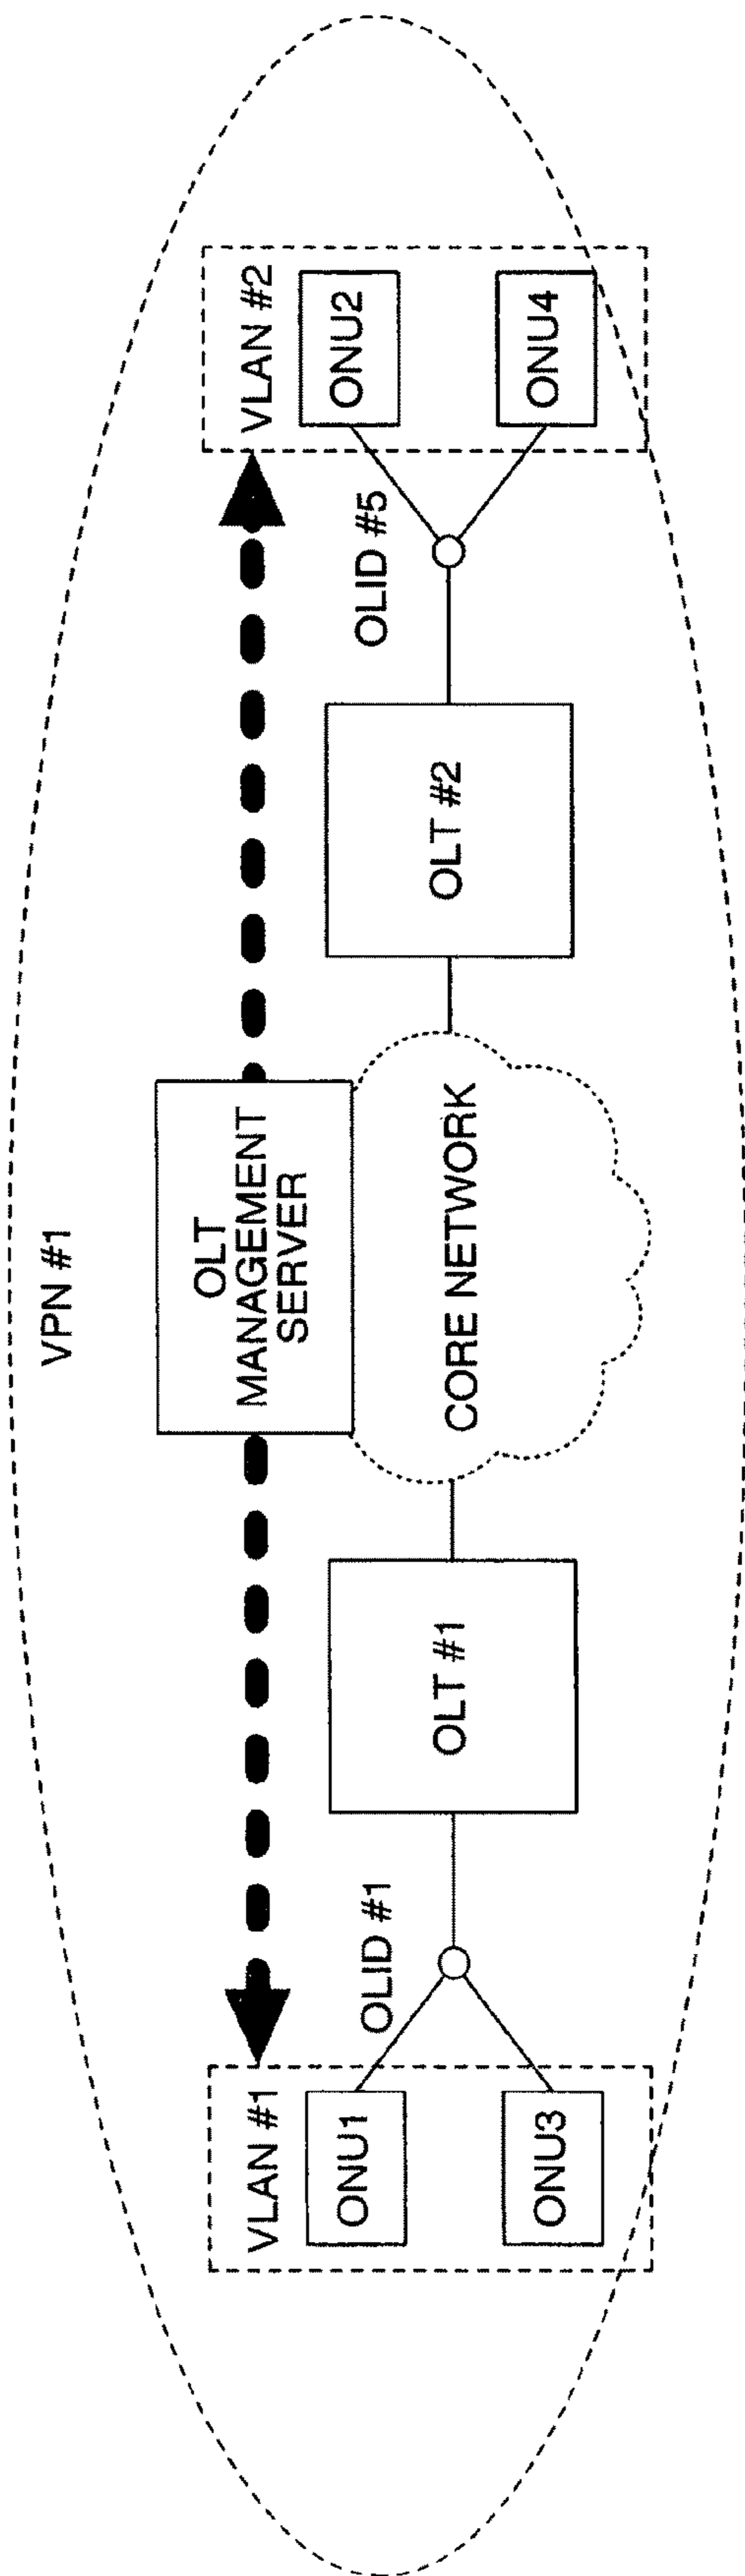 VPN #1
OLT
MANAGEMENT
SERVER
VLAN #1
ONU1
ONU3
OLID #1
OLT #1
CORE NETWORK
OLT #2
OLID #5
VLAN #2
ONU2
ONU4